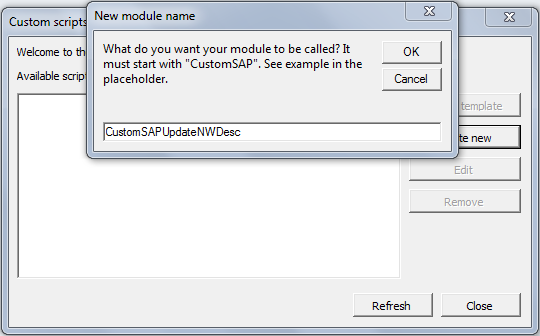 Custom scripts
New module name
What do you want your module to be called? It
must start with "CustomSAP". See example in the
placeholder.
OK
Cancel
CustomSAPUpdateNWDesc
Welcome to th
Available script
template
te new
Edit
Remove
Refresh
Close